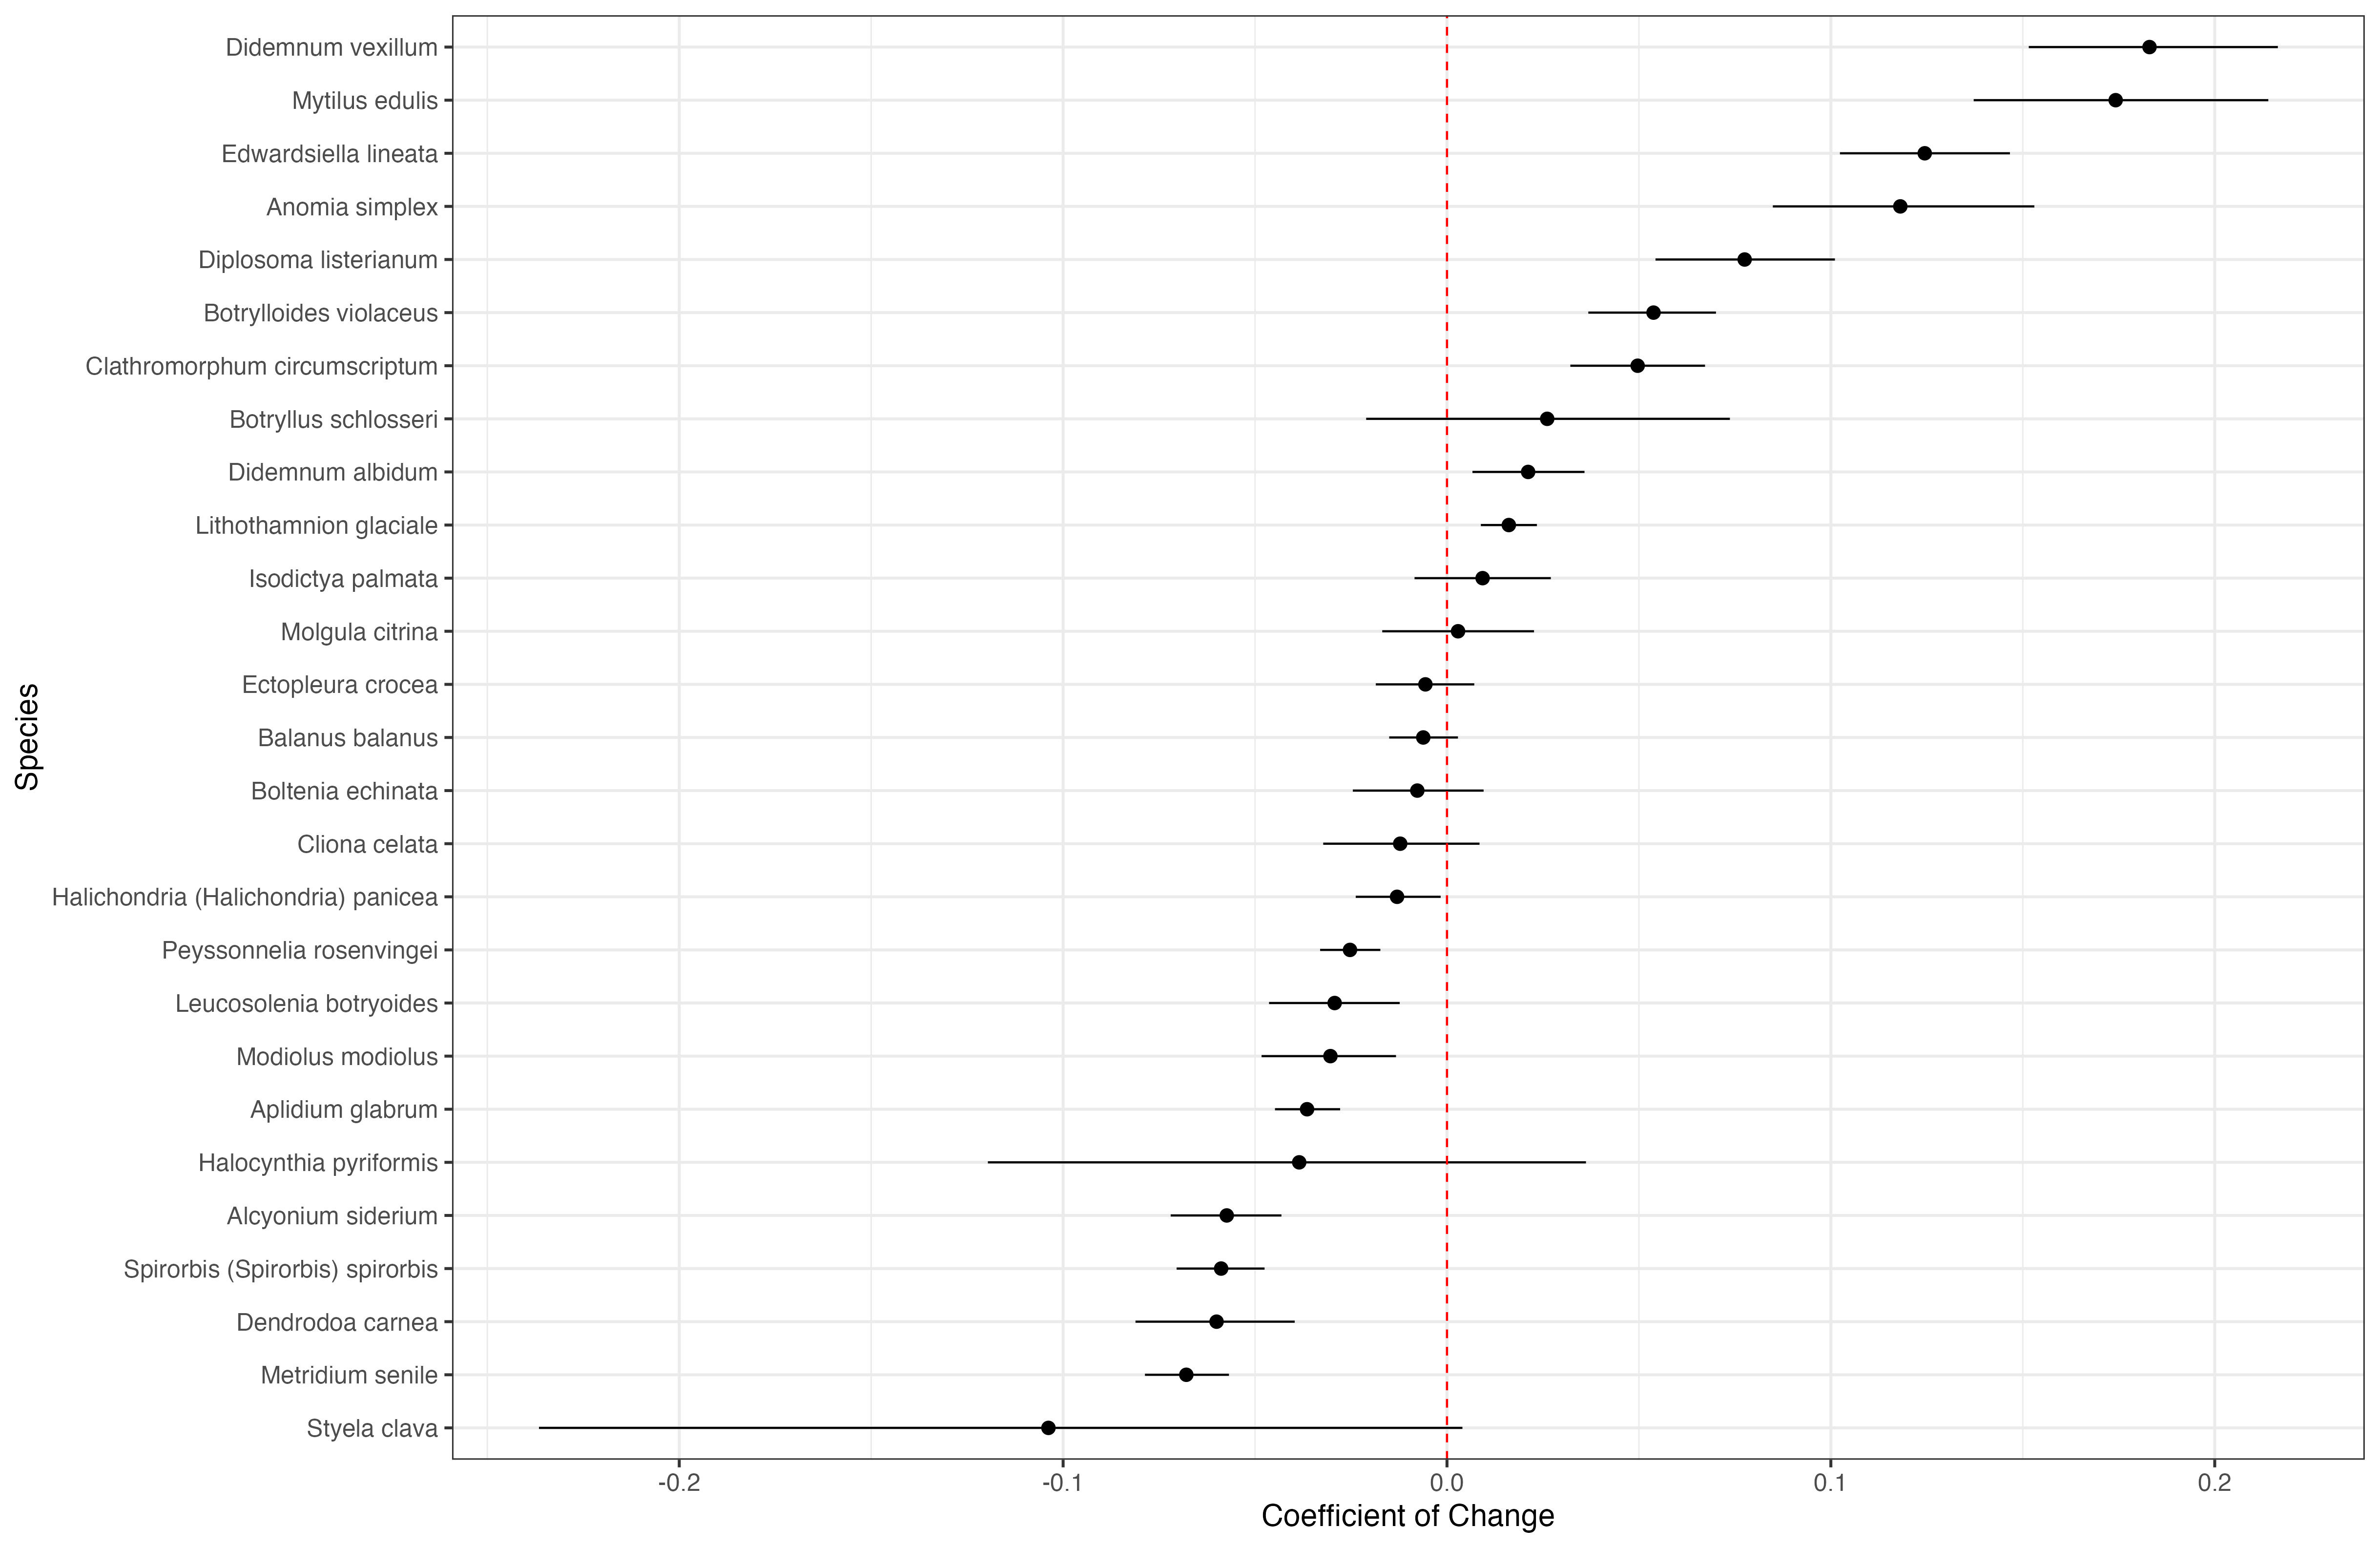 Didemnum vexillum
Mytilus edulis
Edwardsiella lineata
Anomia simplex
Diplosoma listerianum
Botrylloides violaceus
Clathromorphum circumscriptum
Botryllus schlosseri
Didemnum albidum
Lithothamnion glaciale
Isodictya palmata
Molgula citrina
Ectopleura crocea
Balanus balanus
Boltenia echinata
Cliona celata
Halichondria (Halichondria) panicea
Peyssonnelia rosenvingei
Leucosolenia botryoides
Modiolus modiolus
Aplidium glabrum
Halocynthia pyriformis
Alcyonium siderium
Spirorbis (Spirorbis) spirorbis
Dendrodoa carnea
Metridium senile
Styela clava
Species
-0.2 -0.1 0.0 0.1 0.2
Coefficient of Change